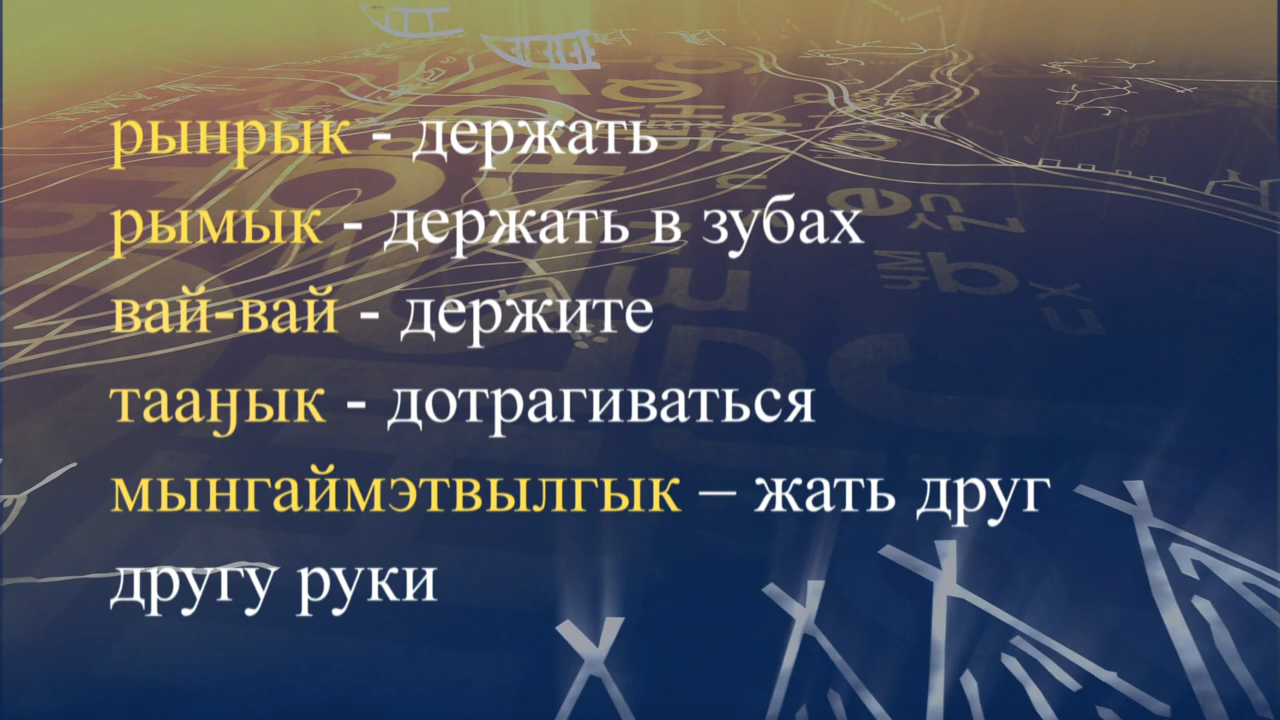 рынрык - держать
рымык - держать в зубах
вай-вай - держите
тааӈык - дотрагиваться
мынгаймэтвылгык – жать друг
другу руки